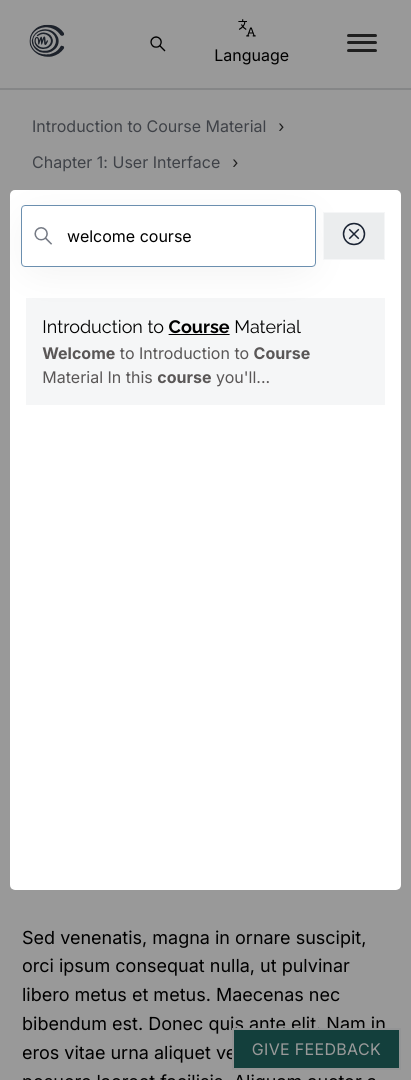 Language
Introduction to Course Material ›
Chapter 1: User Interface ›
welcome course
Introduction to Course Material
Welcome to Introduction to Course
Material In this course you'll...
Sed venenatis, magna in ornare suscipit,
orci ipsum consequat nulla, ut pulvinar
libero metus et metus. Maecenas nec
bibendum est. Donec quis ante elit. Nam in
eros vitae urna aliquet
GIVE FEEDBACK